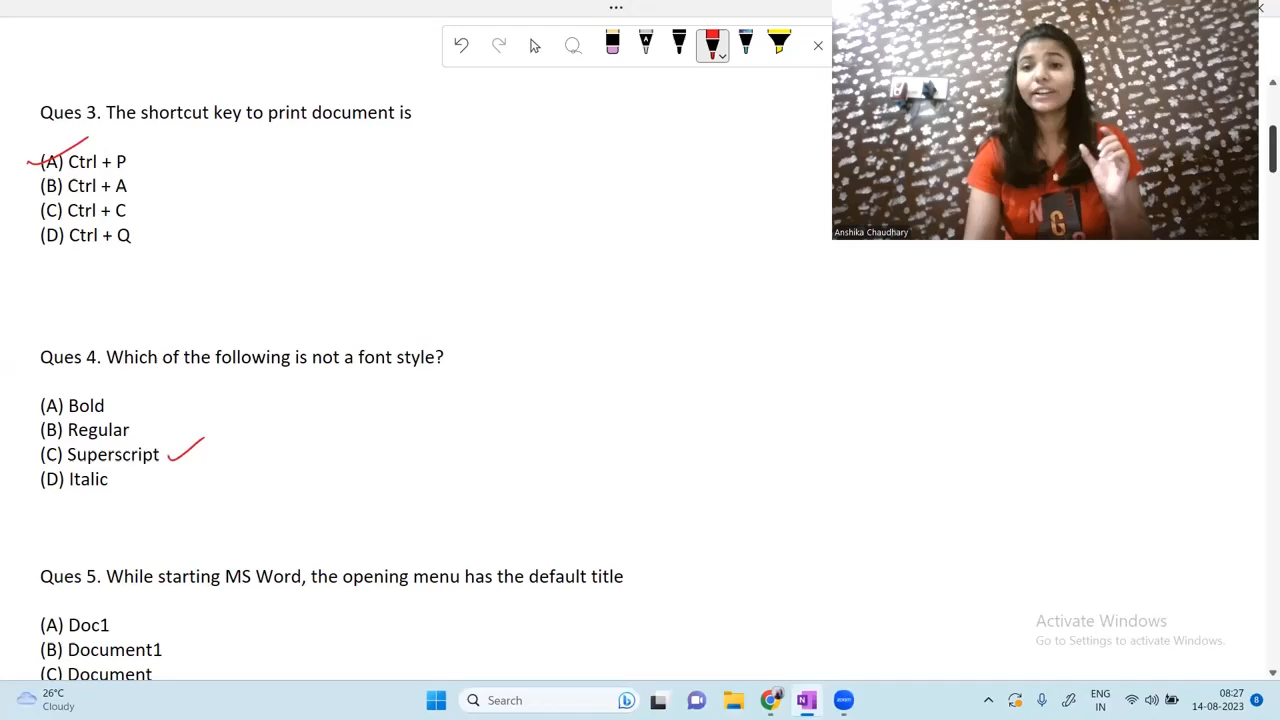 Ques 3. The shortcut key to print document is
(A) Ctrl + P
(B) Ctrl + A
(C) Ctrl + C
(D) Ctrl + Q
Ques 4. Which of the following is not a font style?
(A) Bold
(B) Regular
(C) Superscript
(D) Italic
Ques 5. While starting MS Word, the opening menu has the default title
(A) Doc1
(B) Document1
(C) Document
Anshika Chaudhary
N G
G
Activate Windows
Go to Settings to activate Windows.
26°C
Cloudy
Search
zoom
ENG
IN
08:27
14-08-2023
8